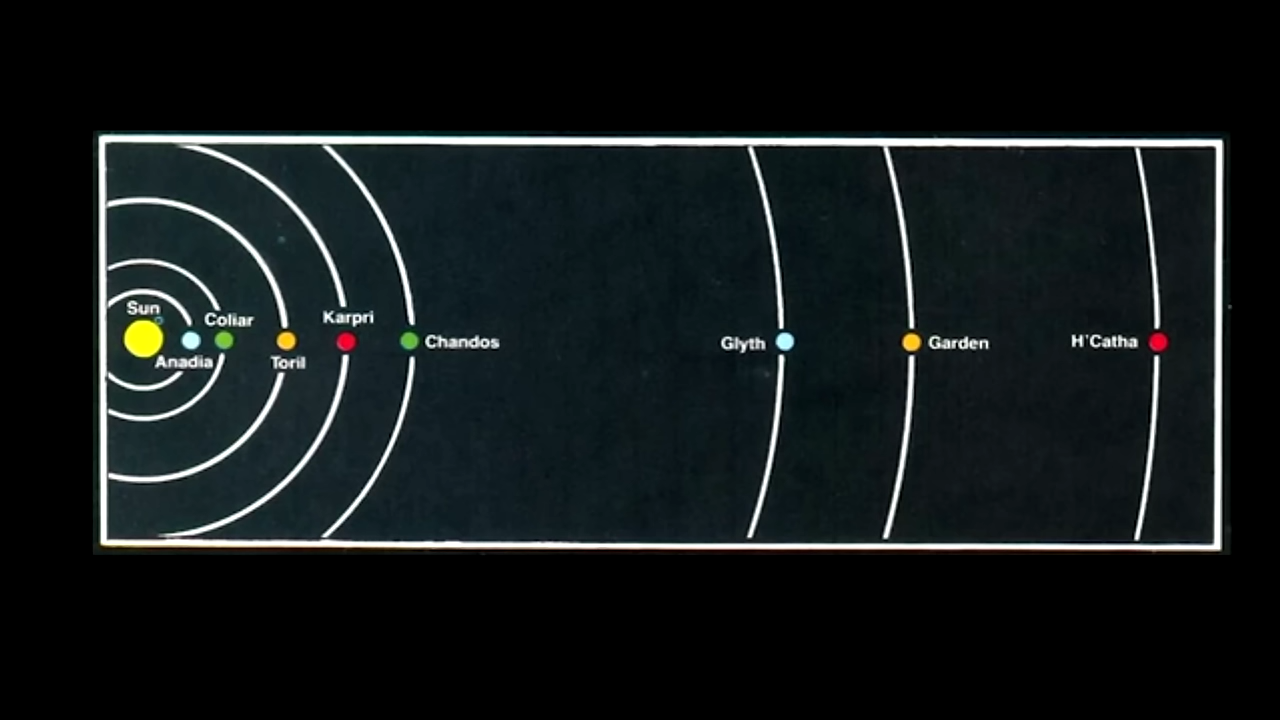 Sun
Anadia
Coliar
Toril
Karpri
Chandos
Glyth
Garden
H'Catha